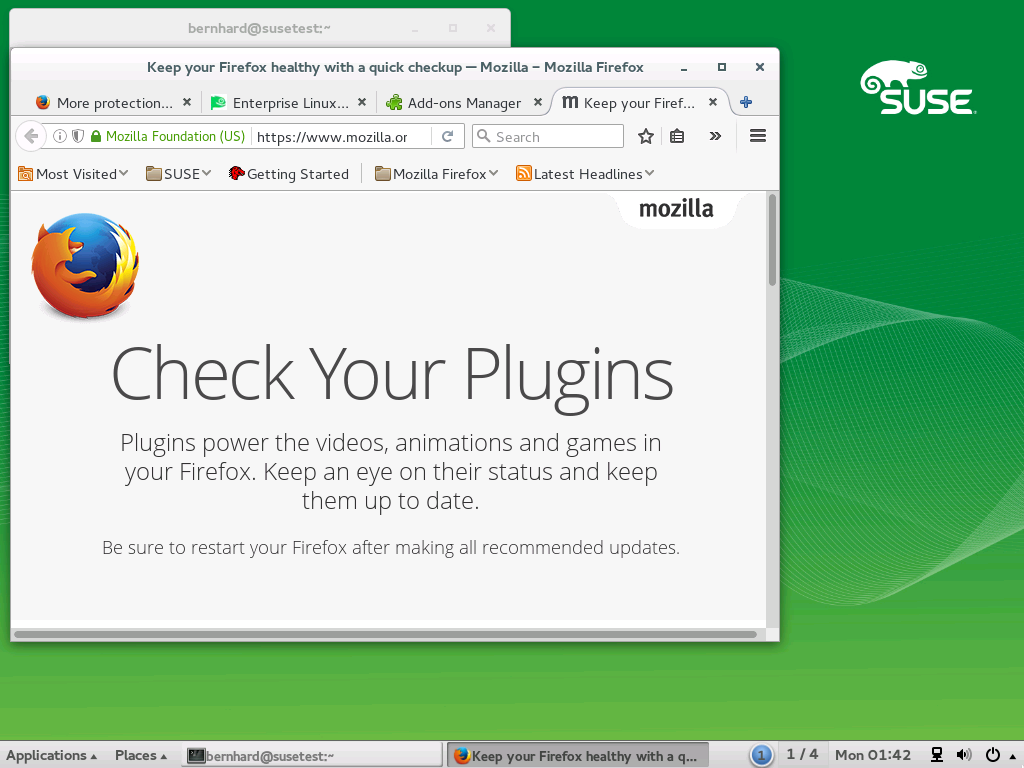 bernhard@susetest:~
Keep your Firefox healthy with a quick checkup — Mozilla – Mozilla Firefox
More protection... Enterprise Linux... Add-ons Manager Keep your Firef...
Mozilla Foundation (US) https://www.mozilla.or Search
Most Visited SUSE Getting Started Mozilla Firefox Latest Headlines
mozilla
SUSE
Check Your Plugins
Plugins power the videos, animations and games in
your Firefox. Keep an eye on their status and keep
them up to date.
Be sure to restart your Firefox after making all recommended updates.
Applications Places bernhard@susetest:~ Keep your Firefox healthy with a q... 1 1 / 4 Mon 01:42